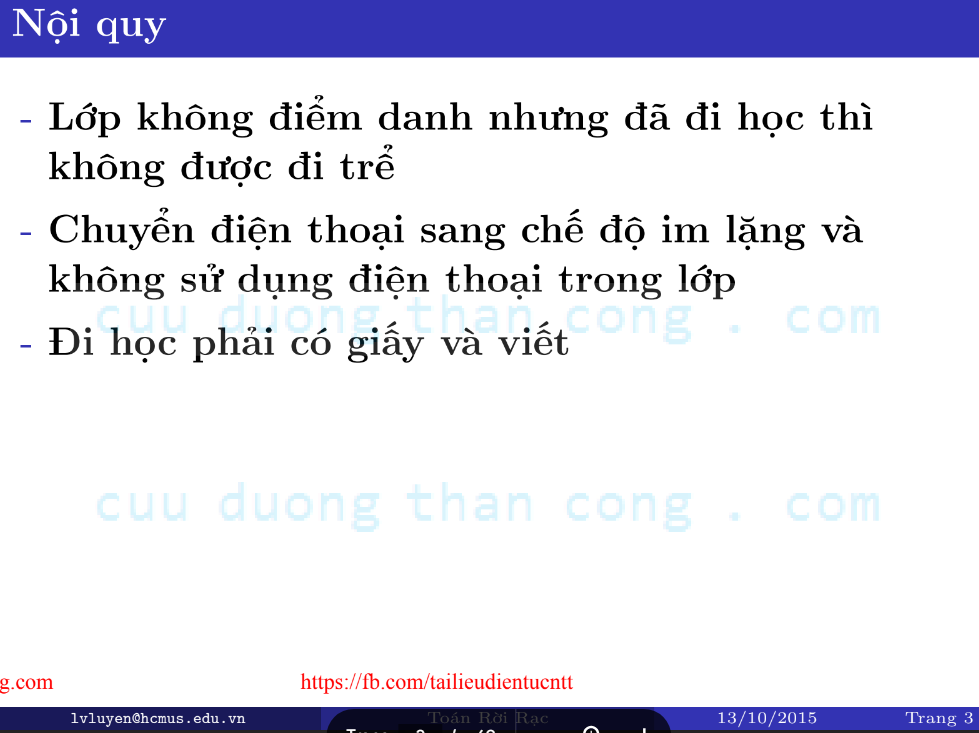 Nội quy
- Lớp không điểm danh nhưng đã đi học thì
không được đi trể
- Chuyển điện thoại sang chế độ im lặng và
không sử dụng điện thoại trong lớp
cuu duong than cong . com
- Đi học phải có giấy và viết
cuu duong than cong . com
g.com https://fb.com/tailieudientucntt
lvluyen@hcmus.edu.vn Toán Rời Rạc 13/10/2015 Trang 3